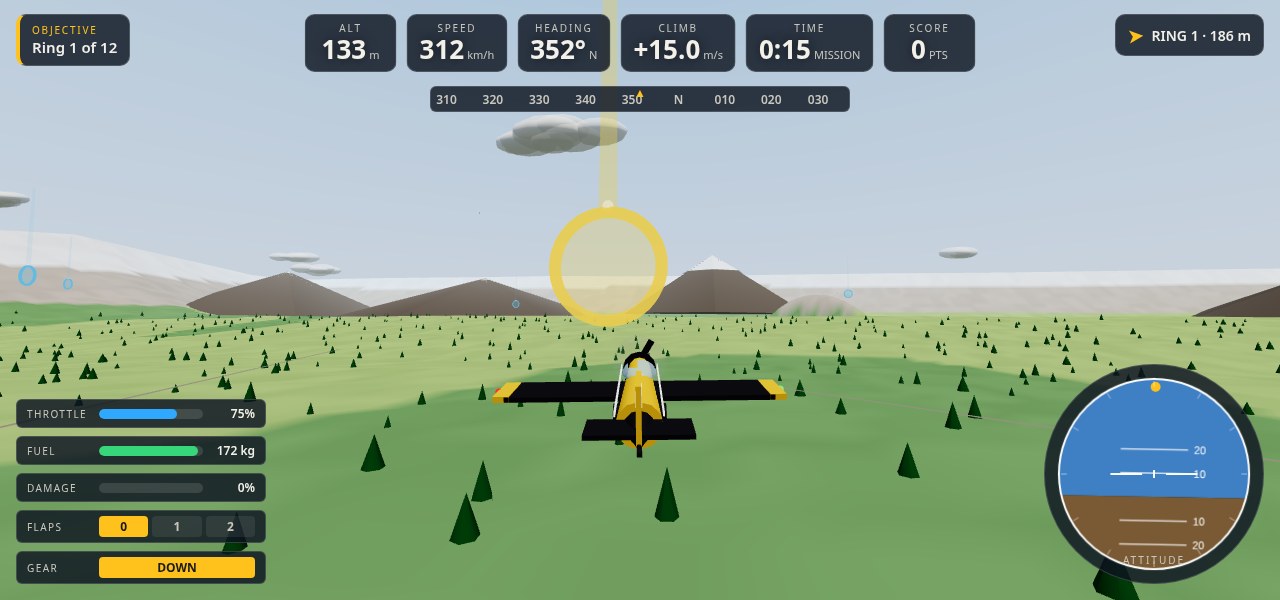 OBJECTIVE
Ring 1 of 12
ALT
133 m
SPEED
312 km/h
HEADING
352° N
CLIMB
+15.0 m/s
TIME
0:15 MISSION
SCORE
0 PTS
➤ RING 1 · 186 m
310 320 330 340 350 N 010 020 030
THROTTLE 75%
FUEL 172 kg
DAMAGE 0%
FLAPS 0 1 2
GEAR DOWN
20
10
10
20
ATTITUDE